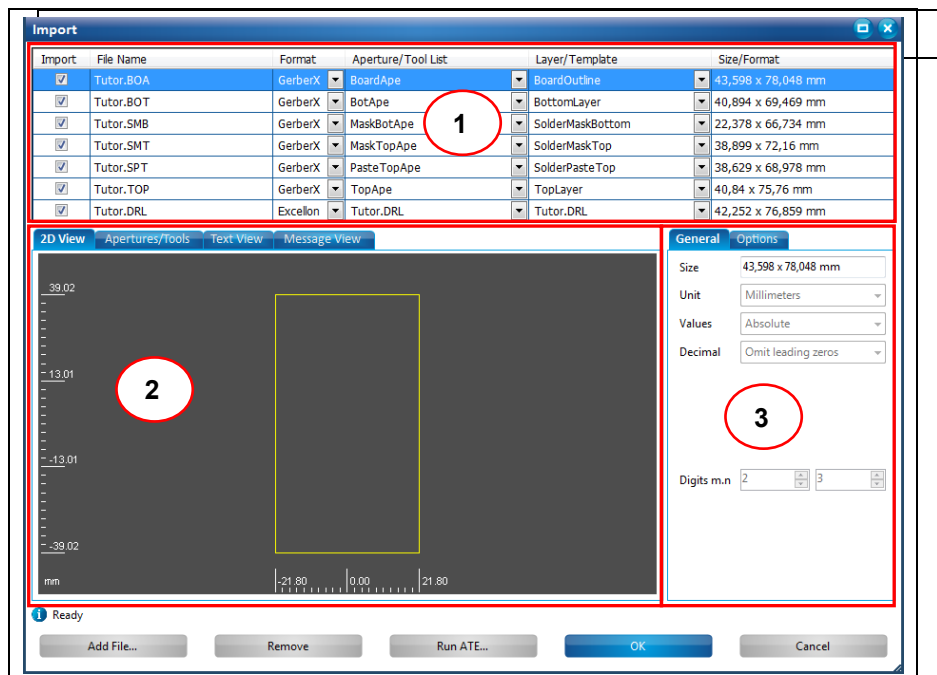 Import
Import File Name Format Aperture/Tool List Layer/Template Size/Format
Tutor.BOA GerberX BoardApe BoardOutline 43,598 x 78,048 mm
Tutor.BOT GerberX BotApe BottomLayer 40,894 x 69,469 mm
Tutor.SMB GerberX MaskBotApe SolderMaskBottom 22,378 x 66,734 mm
Tutor.SMT GerberX MaskTopApe SolderMaskTop 38,899 x 72,16 mm
Tutor.SPT GerberX PasteTopApe SolderPasteTop 38,629 x 68,978 mm
Tutor.TOP GerberX TopApe TopLayer 40,84 x 75,76 mm
Tutor.DRL Excellon Tutor.DRL Tutor.DRL 42,252 x 76,859 mm
1
2D View Apertures/Tools Text View Message View
39.02
13.01
-13.01
-39.02
mm -21.80 0.00 21.80
2
General Options
Size 43,598 x 78,048 mm
Unit Millimeters
Values Absolute
Decimal Omit leading zeros
3
Digits m.n 2 3
Ready
Add File... Remove Run ATE... OK Cancel